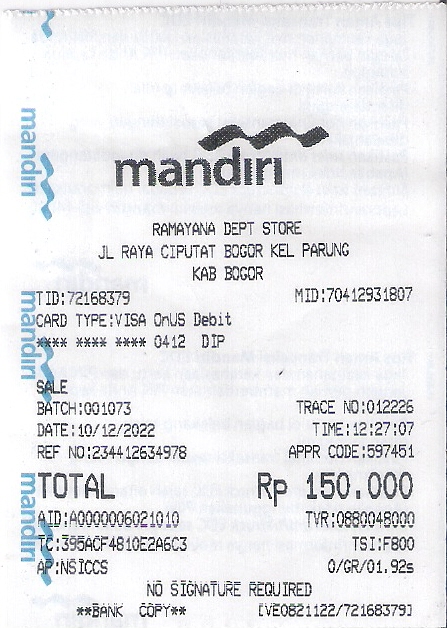 mandiri
RAMAYANA DEPT STORE
JL RAYA CIPUTAT BOGOR KEL PARUNG
KAB BOGOR
TID:72168379 MID:70412931807
CARD TYPE:VISA OnUS Debit
**** **** **** 0412 DIP
SALE
BATCH:001073 TRACE NO:012226
DATE:10/12/2022 TIME:12:27:07
REF NO:234412634978 APPR CODE:597451
TOTAL Rp 150.000
AID:A0000006021010 TVR:0880048000
TC:395ACF4810E2A6C3 TSI:F800
AP:NSICCS 0/GR/01.92s
NO SIGNATURE REQUIRED
**BANK COPY** [VE0821122/72168379]
mandiri
mandiri
mandiri